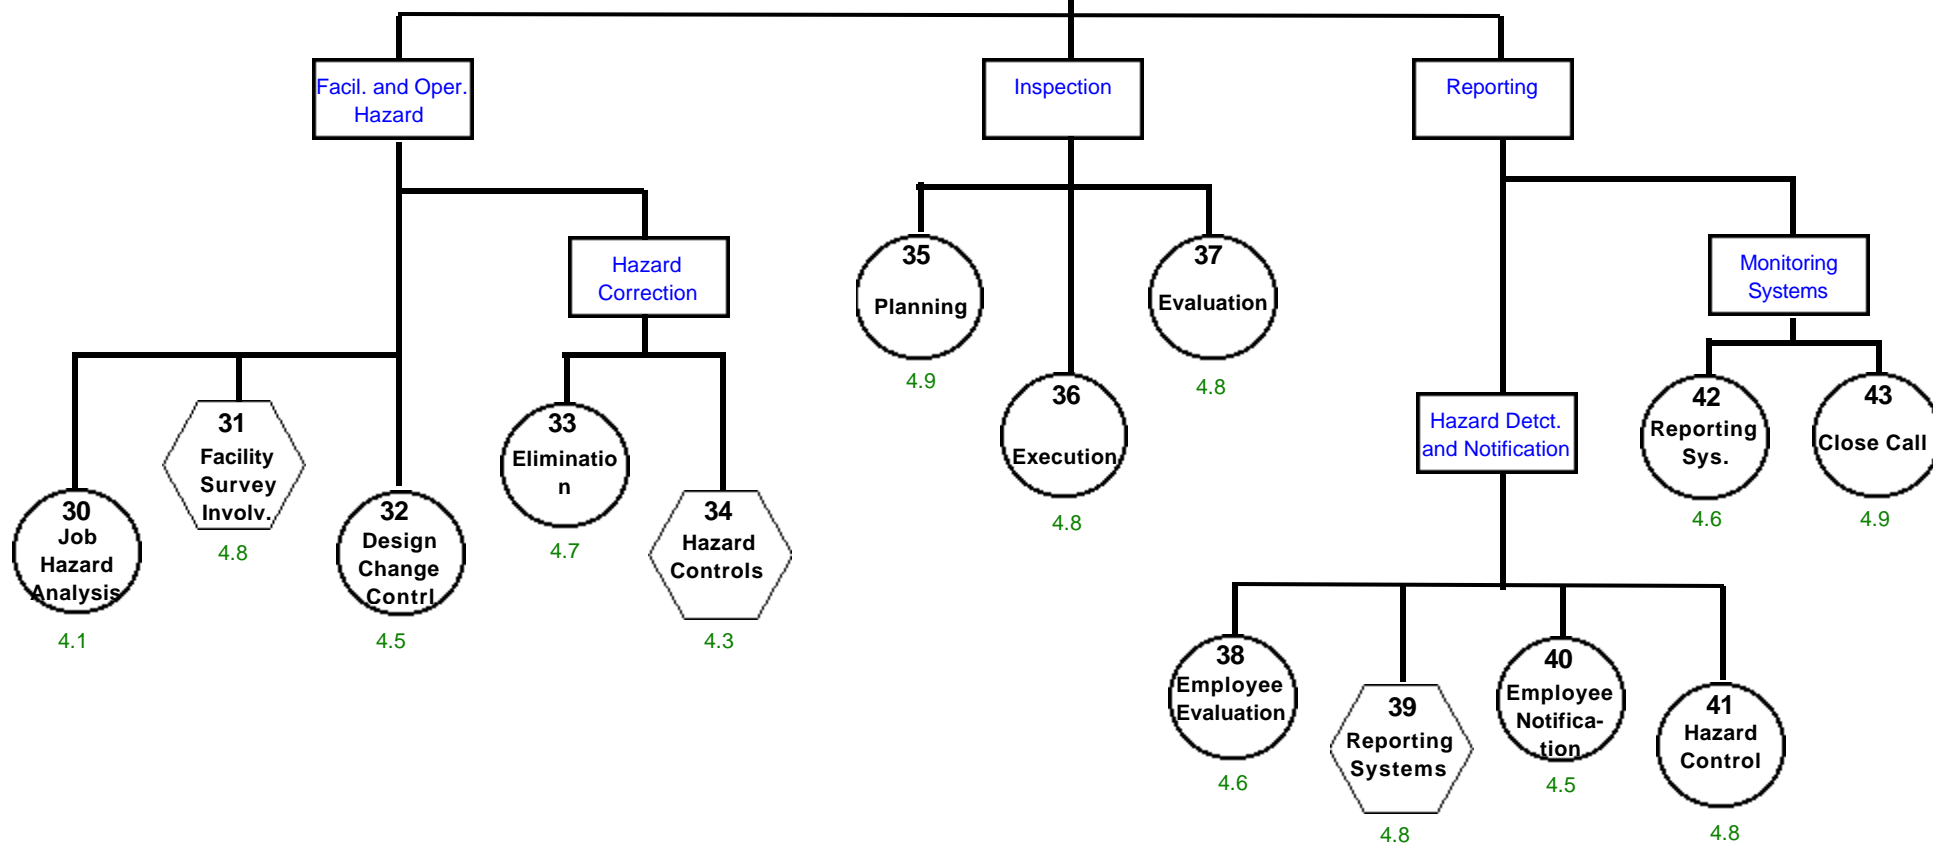 Facil. and Oper.
Hazard
Inspection
Reporting
Hazard
Correction
Monitoring
Systems
35
Planning
4.9
37
Evaluation
4.8
36
Execution
4.8
42
Reporting
Sys.
4.6
43
Close Call
4.9
Hazard Detct.
and Notification
31
Facility
Survey
Involv.
4.8
33
Eliminatio
n
4.7
30
Job
Hazard
Analysis
4.1
32
Design
Change
Contrl
4.5
34
Hazard
Controls
4.3
38
Employee
Evaluation
4.6
39
Reporting
Systems
4.8
40
Employee
Notifica-
tion
4.5
41
Hazard
Control
4.8